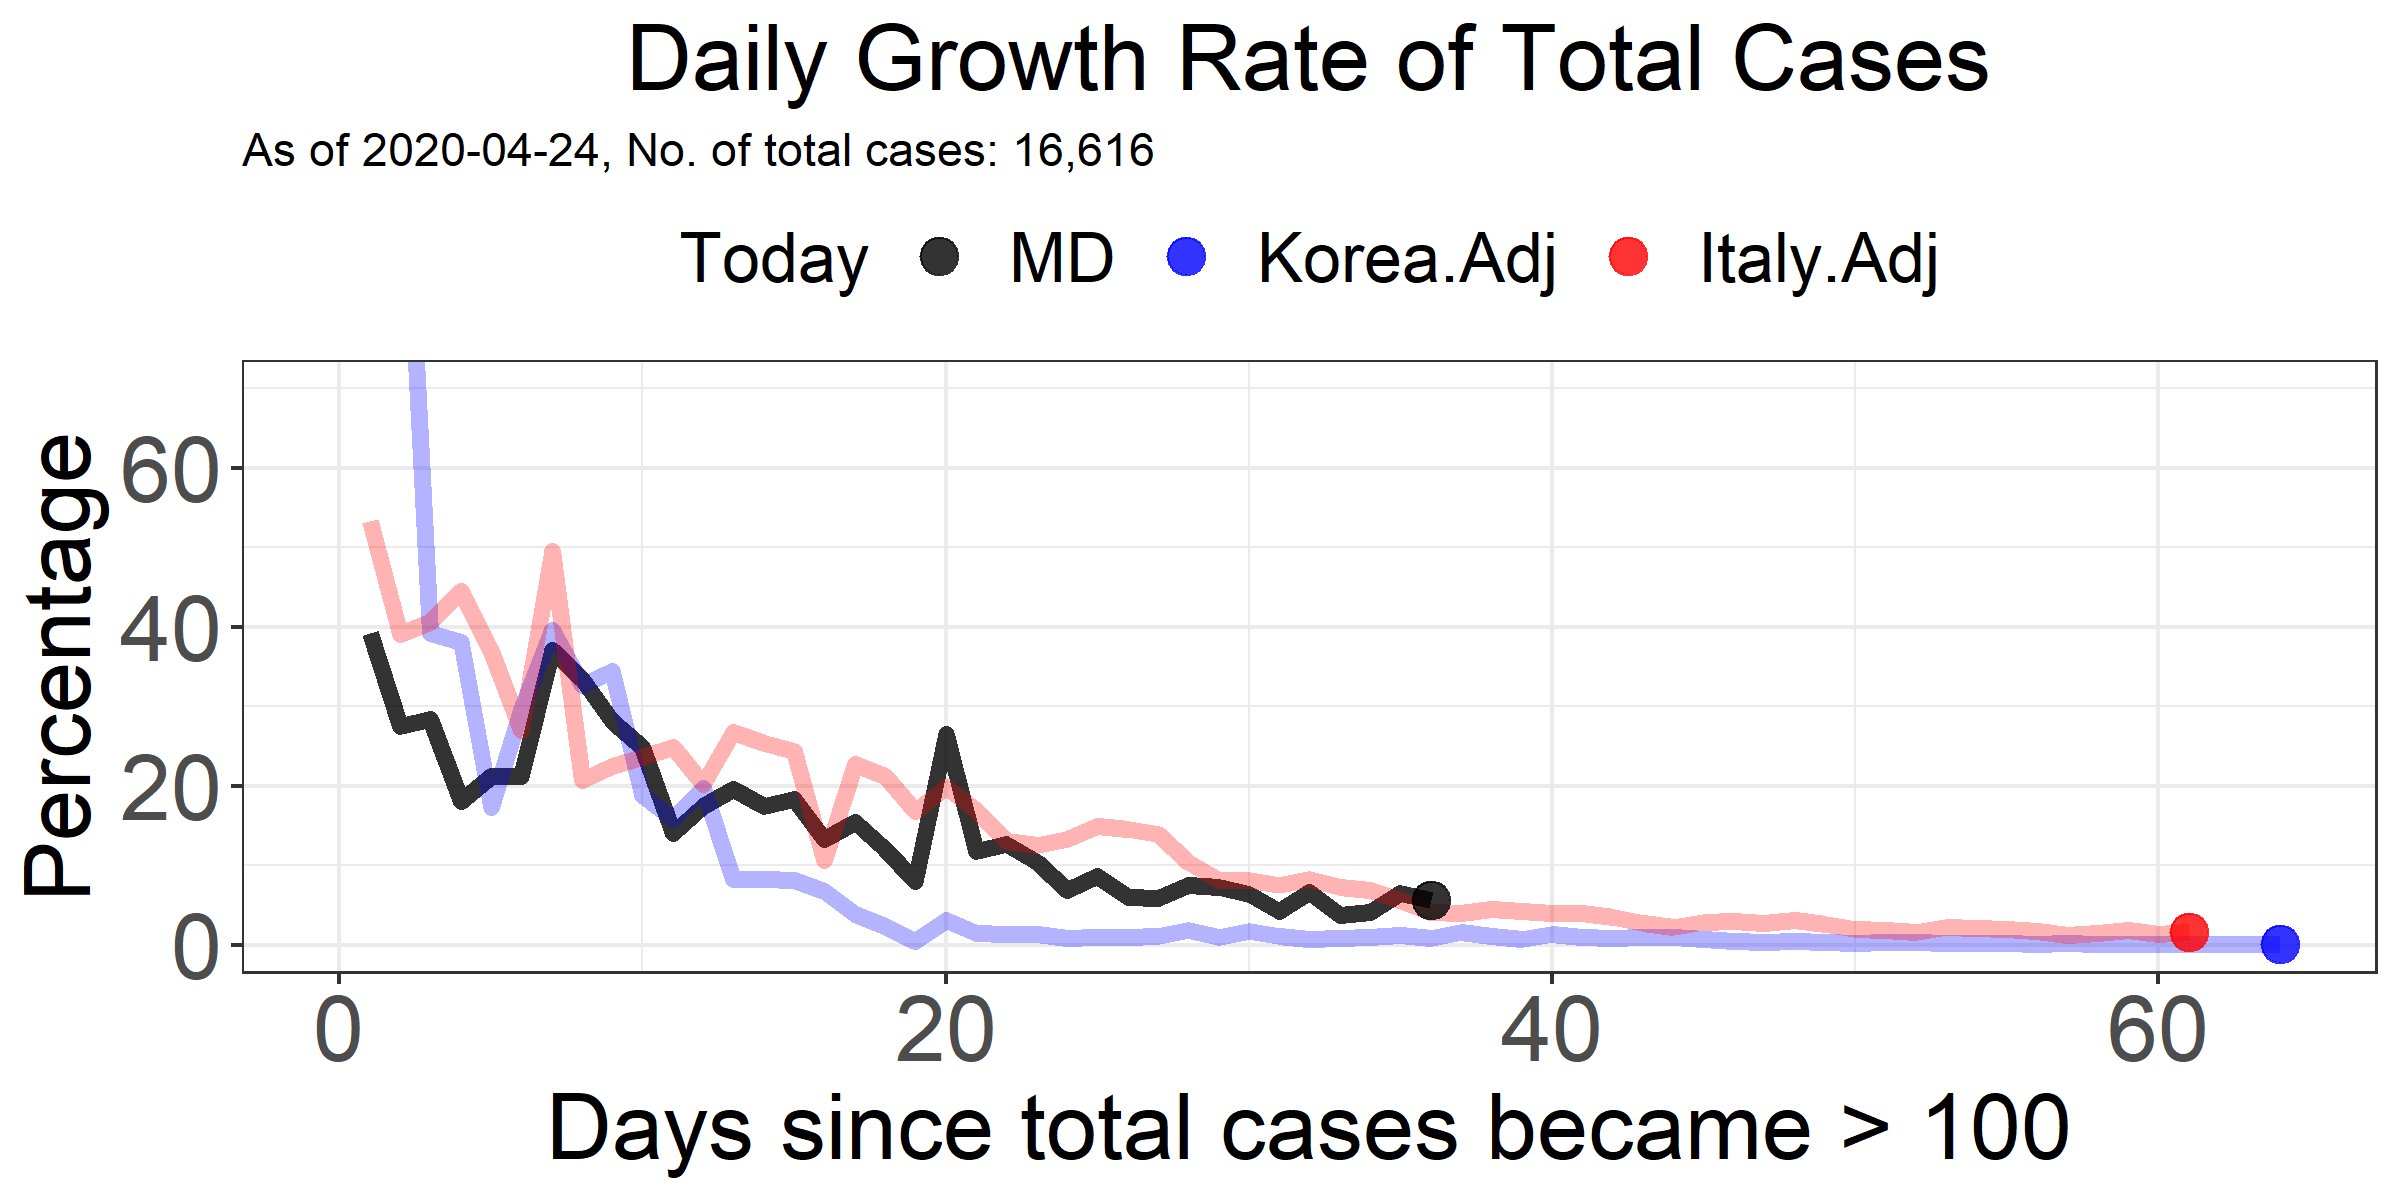 Daily Growth Rate of Total Cases
As of 2020-04-24, No. of total cases: 16,616
Today MD Korea.Adj Italy.Adj
Percentage
60
40
20
0
0 20 40 60
Days since total cases became > 100